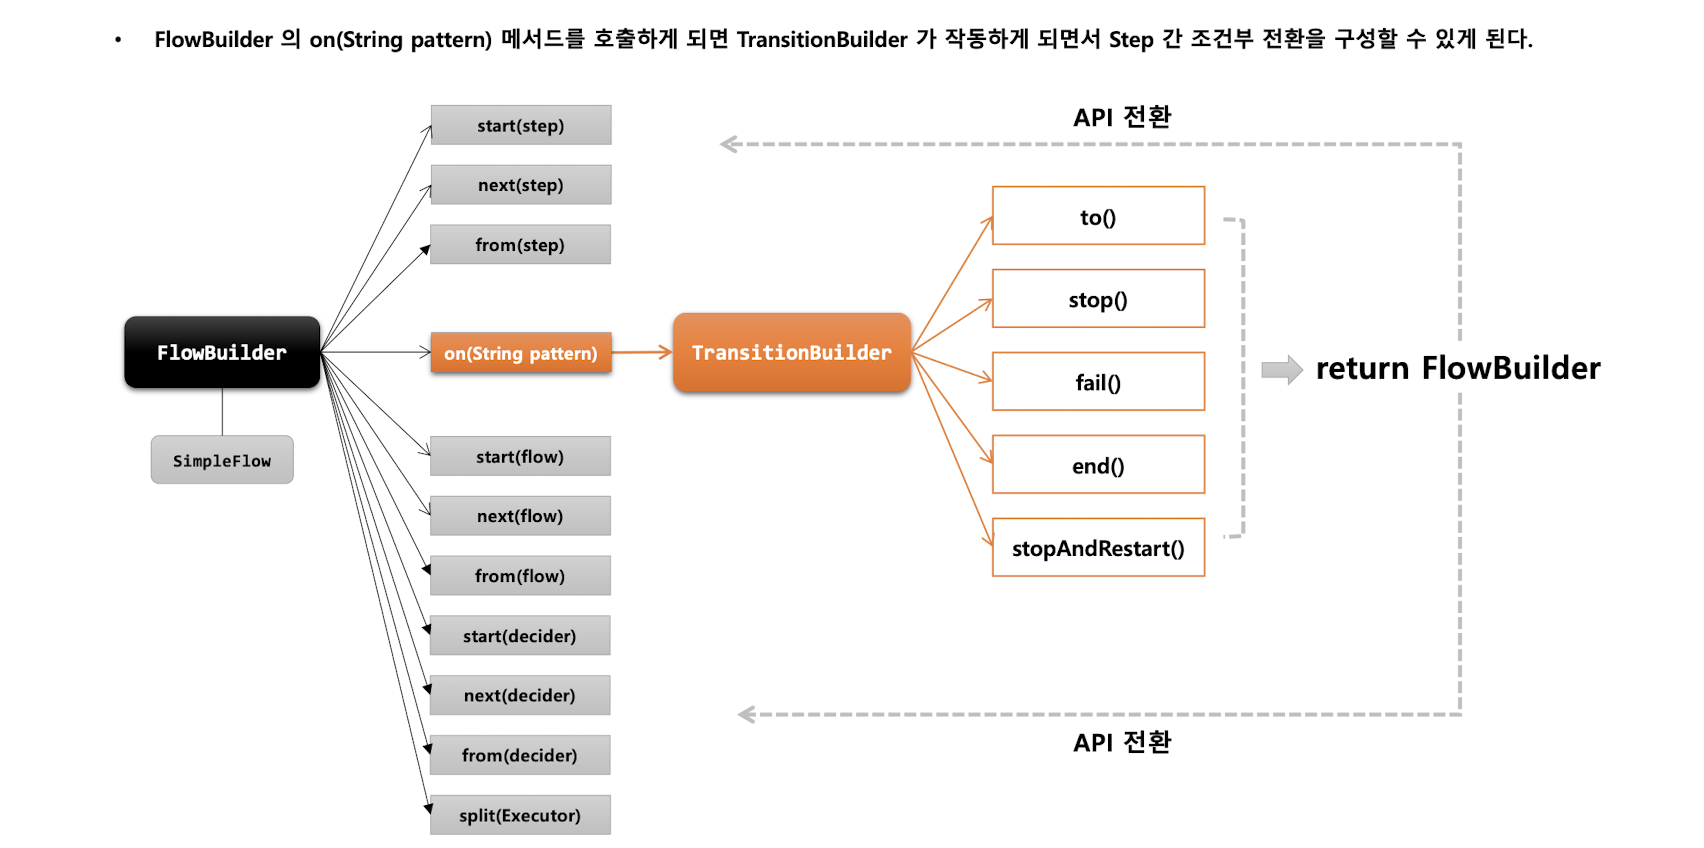 • FlowBuilder 의 on(String pattern) 메서드를 호출하게 되면 TransitionBuilder 가 작동하게 되면서 Step 간 조건부 전환을 구성할 수 있게 된다.
API 전환
start(step)
next(step)
from(step)
on(String pattern)
start(flow)
next(flow)
from(flow)
start(decider)
next(decider)
from(decider)
split(Executor)
FlowBuilder
SimpleFlow
TransitionBuilder
to()
stop()
fail()
end()
stopAndRestart()
return FlowBuilder
API 전환